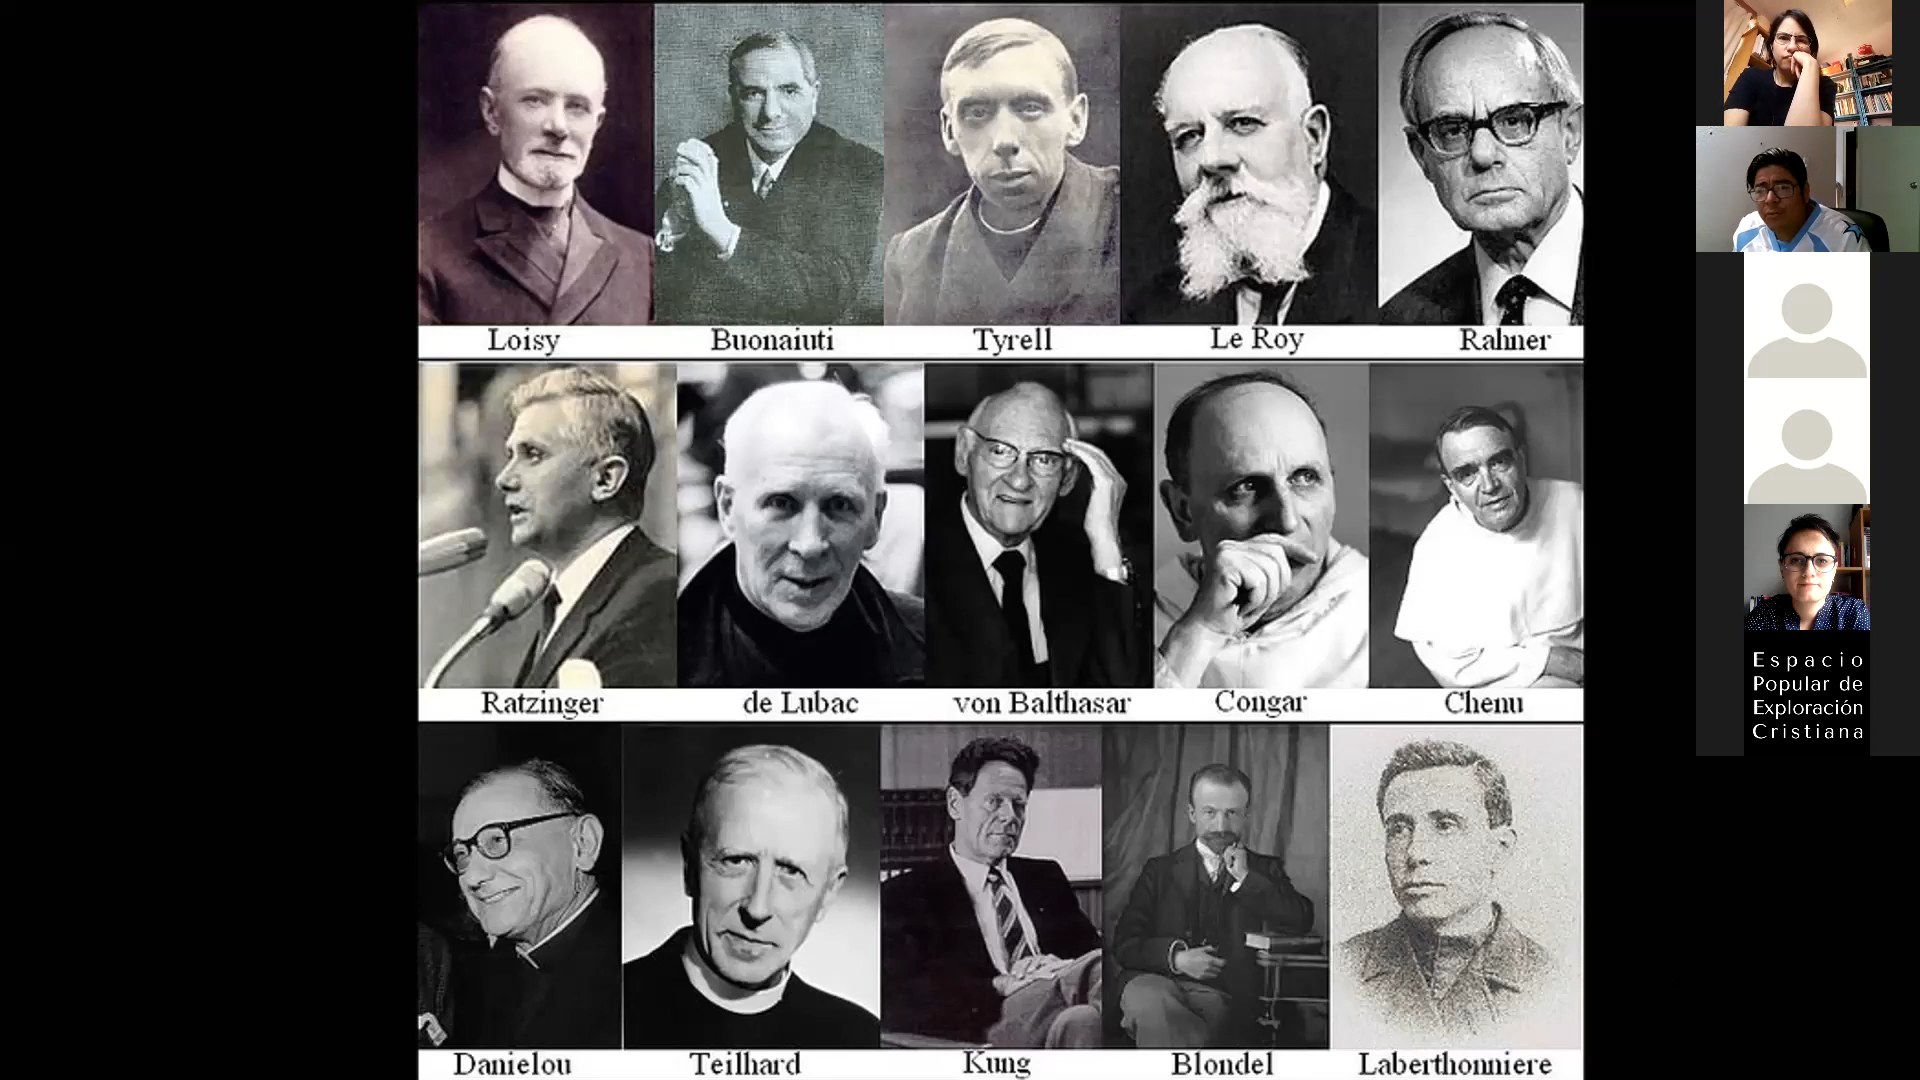 Loisy
Buonaiuti
Tyrell
Le Roy
Rahner
Ratzinger
de Lubac
von Balthasar
Congar
Chenu
Danielou
Teilhard
Kung
Blondel
Laberthonniere
Espacio
Popular de
Exploración
Cristiana